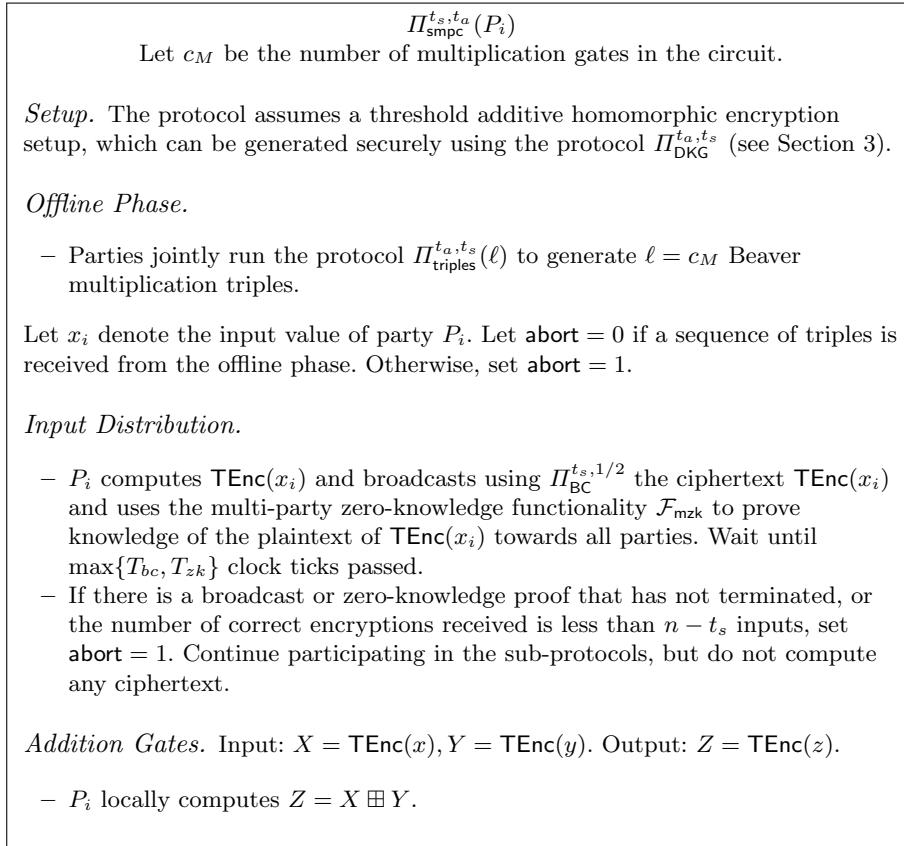 Π_smpc^{t_s,t_a}(P_i)
Let c_M be the number of multiplication gates in the circuit.
Setup. The protocol assumes a threshold additive homomorphic encryption
setup, which can be generated securely using the protocol Π_DKG^{t_a,t_s} (see Section 3).
Offline Phase.
– Parties jointly run the protocol Π_triples^{t_a,t_s}(ℓ) to generate ℓ = c_M Beaver
multiplication triples.
Let x_i denote the input value of party P_i. Let abort = 0 if a sequence of triples is
received from the offline phase. Otherwise, set abort = 1.
Input Distribution.
– P_i computes TEnc(x_i) and broadcasts using Π_BC^{t_s,1/2} the ciphertext TEnc(x_i)
and uses the multi-party zero-knowledge functionality ℱ_mzk to prove
knowledge of the plaintext of TEnc(x_i) towards all parties. Wait until
max{T_bc, T_zk} clock ticks passed.
– If there is a broadcast or zero-knowledge proof that has not terminated, or
the number of correct encryptions received is less than n − t_s inputs, set
abort = 1. Continue participating in the sub-protocols, but do not compute
any ciphertext.
Addition Gates. Input: X = TEnc(x), Y = TEnc(y). Output: Z = TEnc(z).
– P_i locally computes Z = X ⊞ Y.